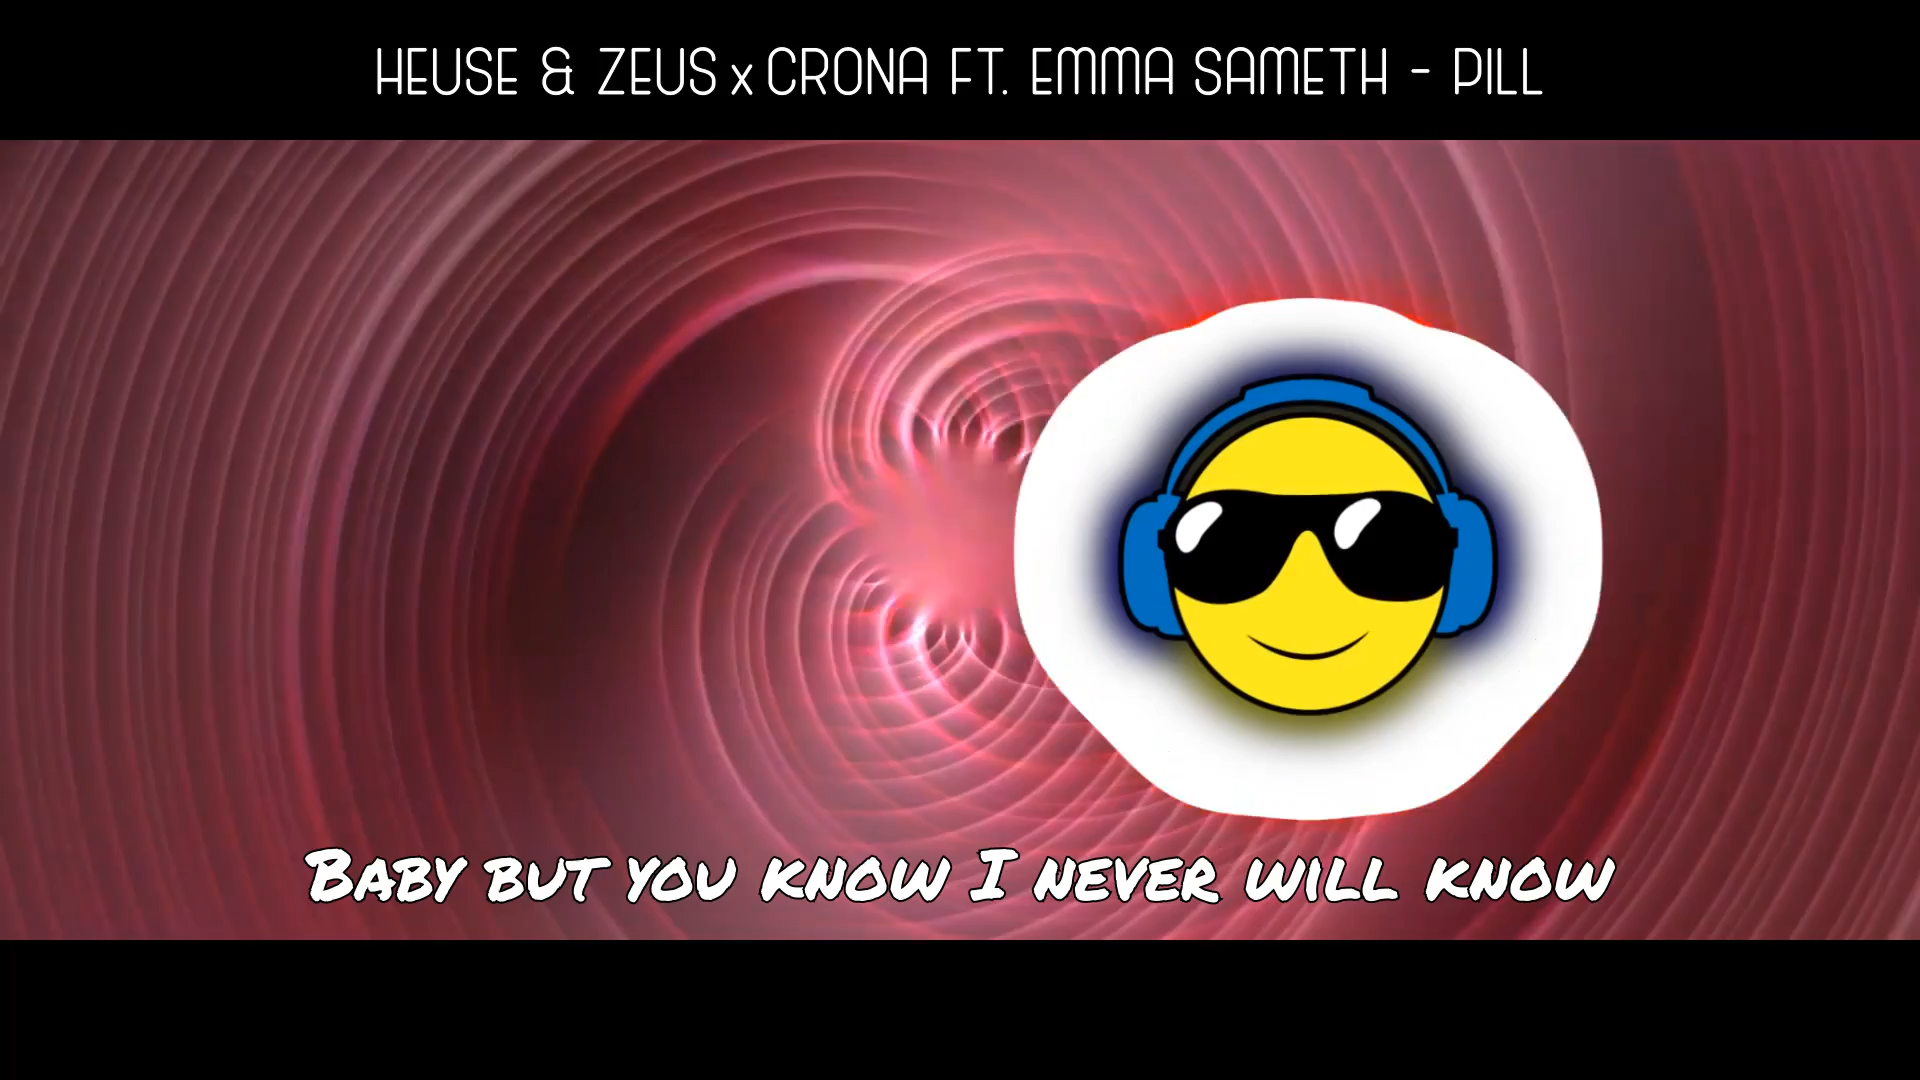 HEUSE & ZEUS x CRONA FT. EMMA SAMETH - PILL
Baby but you know I never will know